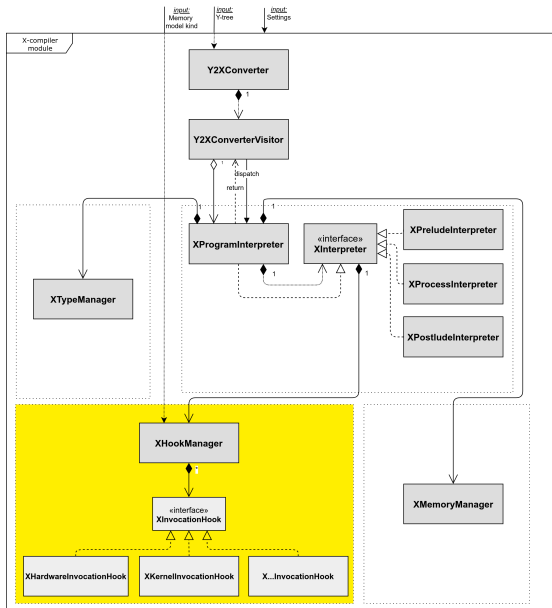 input:
Memory
model kind
input:
Y-tree
input:
Settings
X-compiler
module
Y2XConverter
1
Y2XConverterVisitor
1
dispatch
return
1
1
XProgramInterpreter
«interface»
XInterpreter
XPreludeInterpreter
1
1
XProcessInterpreter
XTypeManager
XPostludeInterpreter
XHookManager
*
XMemoryManager
«interface»
XInvocationHook
XHardwareInvocationHook
XKernelInvocationHook
X...InvocationHook